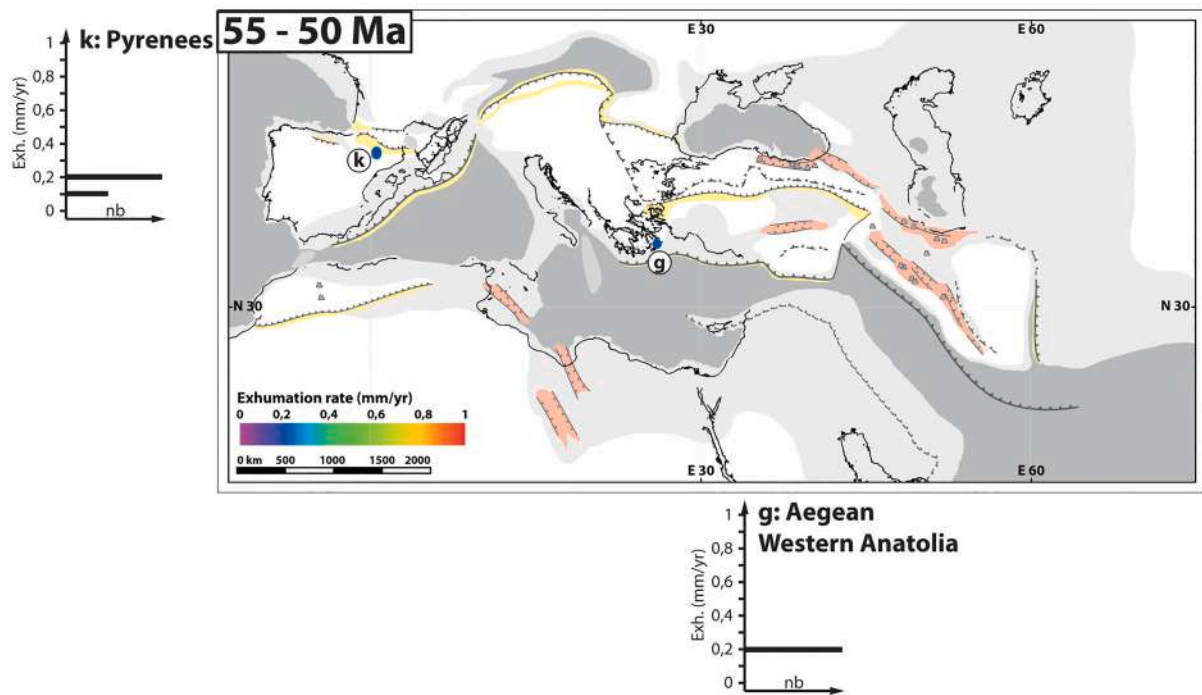 k: Pyrenees
55 - 50 Ma
Exh. (mm/yr)
1
0,8
0,6
0,4
0,2
0
nb
E 30
E 60
k
g
N 30
N 30
Exhumation rate (mm/yr)
0 0,2 0,4 0,6 0,8 1
0 km 500 1000 1500 2000
E 30
E 60
g: Aegean
Western Anatolia
Exh. (mm/yr)
1
0,8
0,6
0,4
0,2
0
nb